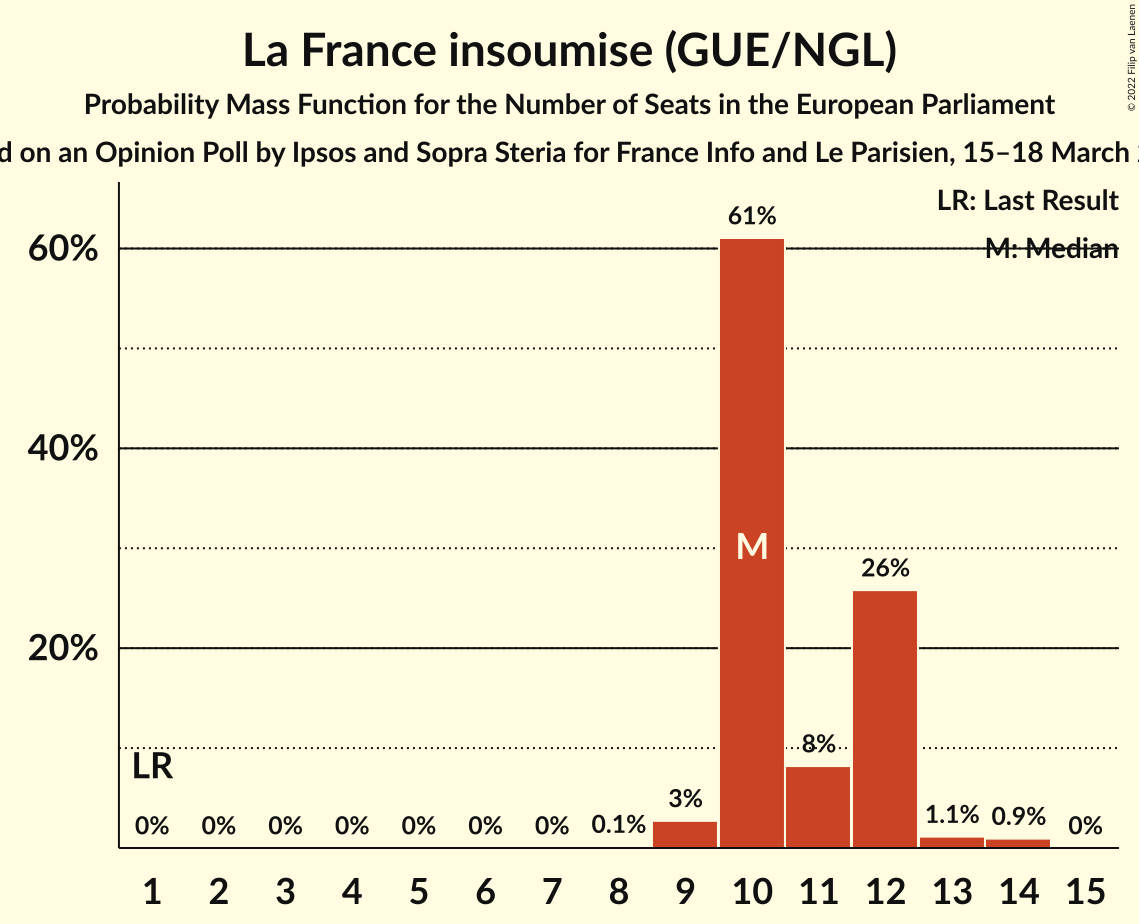 © 2022 Filip van Laenen
La France insoumise (GUE/NGL)
Probability Mass Function for the Number of Seats in the European Parliament
on an Opinion Poll by Ipsos and Sopra Steria for France Info and Le Parisien, 15–18 March
LR: Last Result
M: Median
61%
60%
40%
M
26%
20%
8%
LR
3%
0% 0% 0% 0% 0% 0% 0% 0.1% 1.1% 0.9% 0%
1 2 3 4 5 6 7 8 9 10 11 12 13 14 15